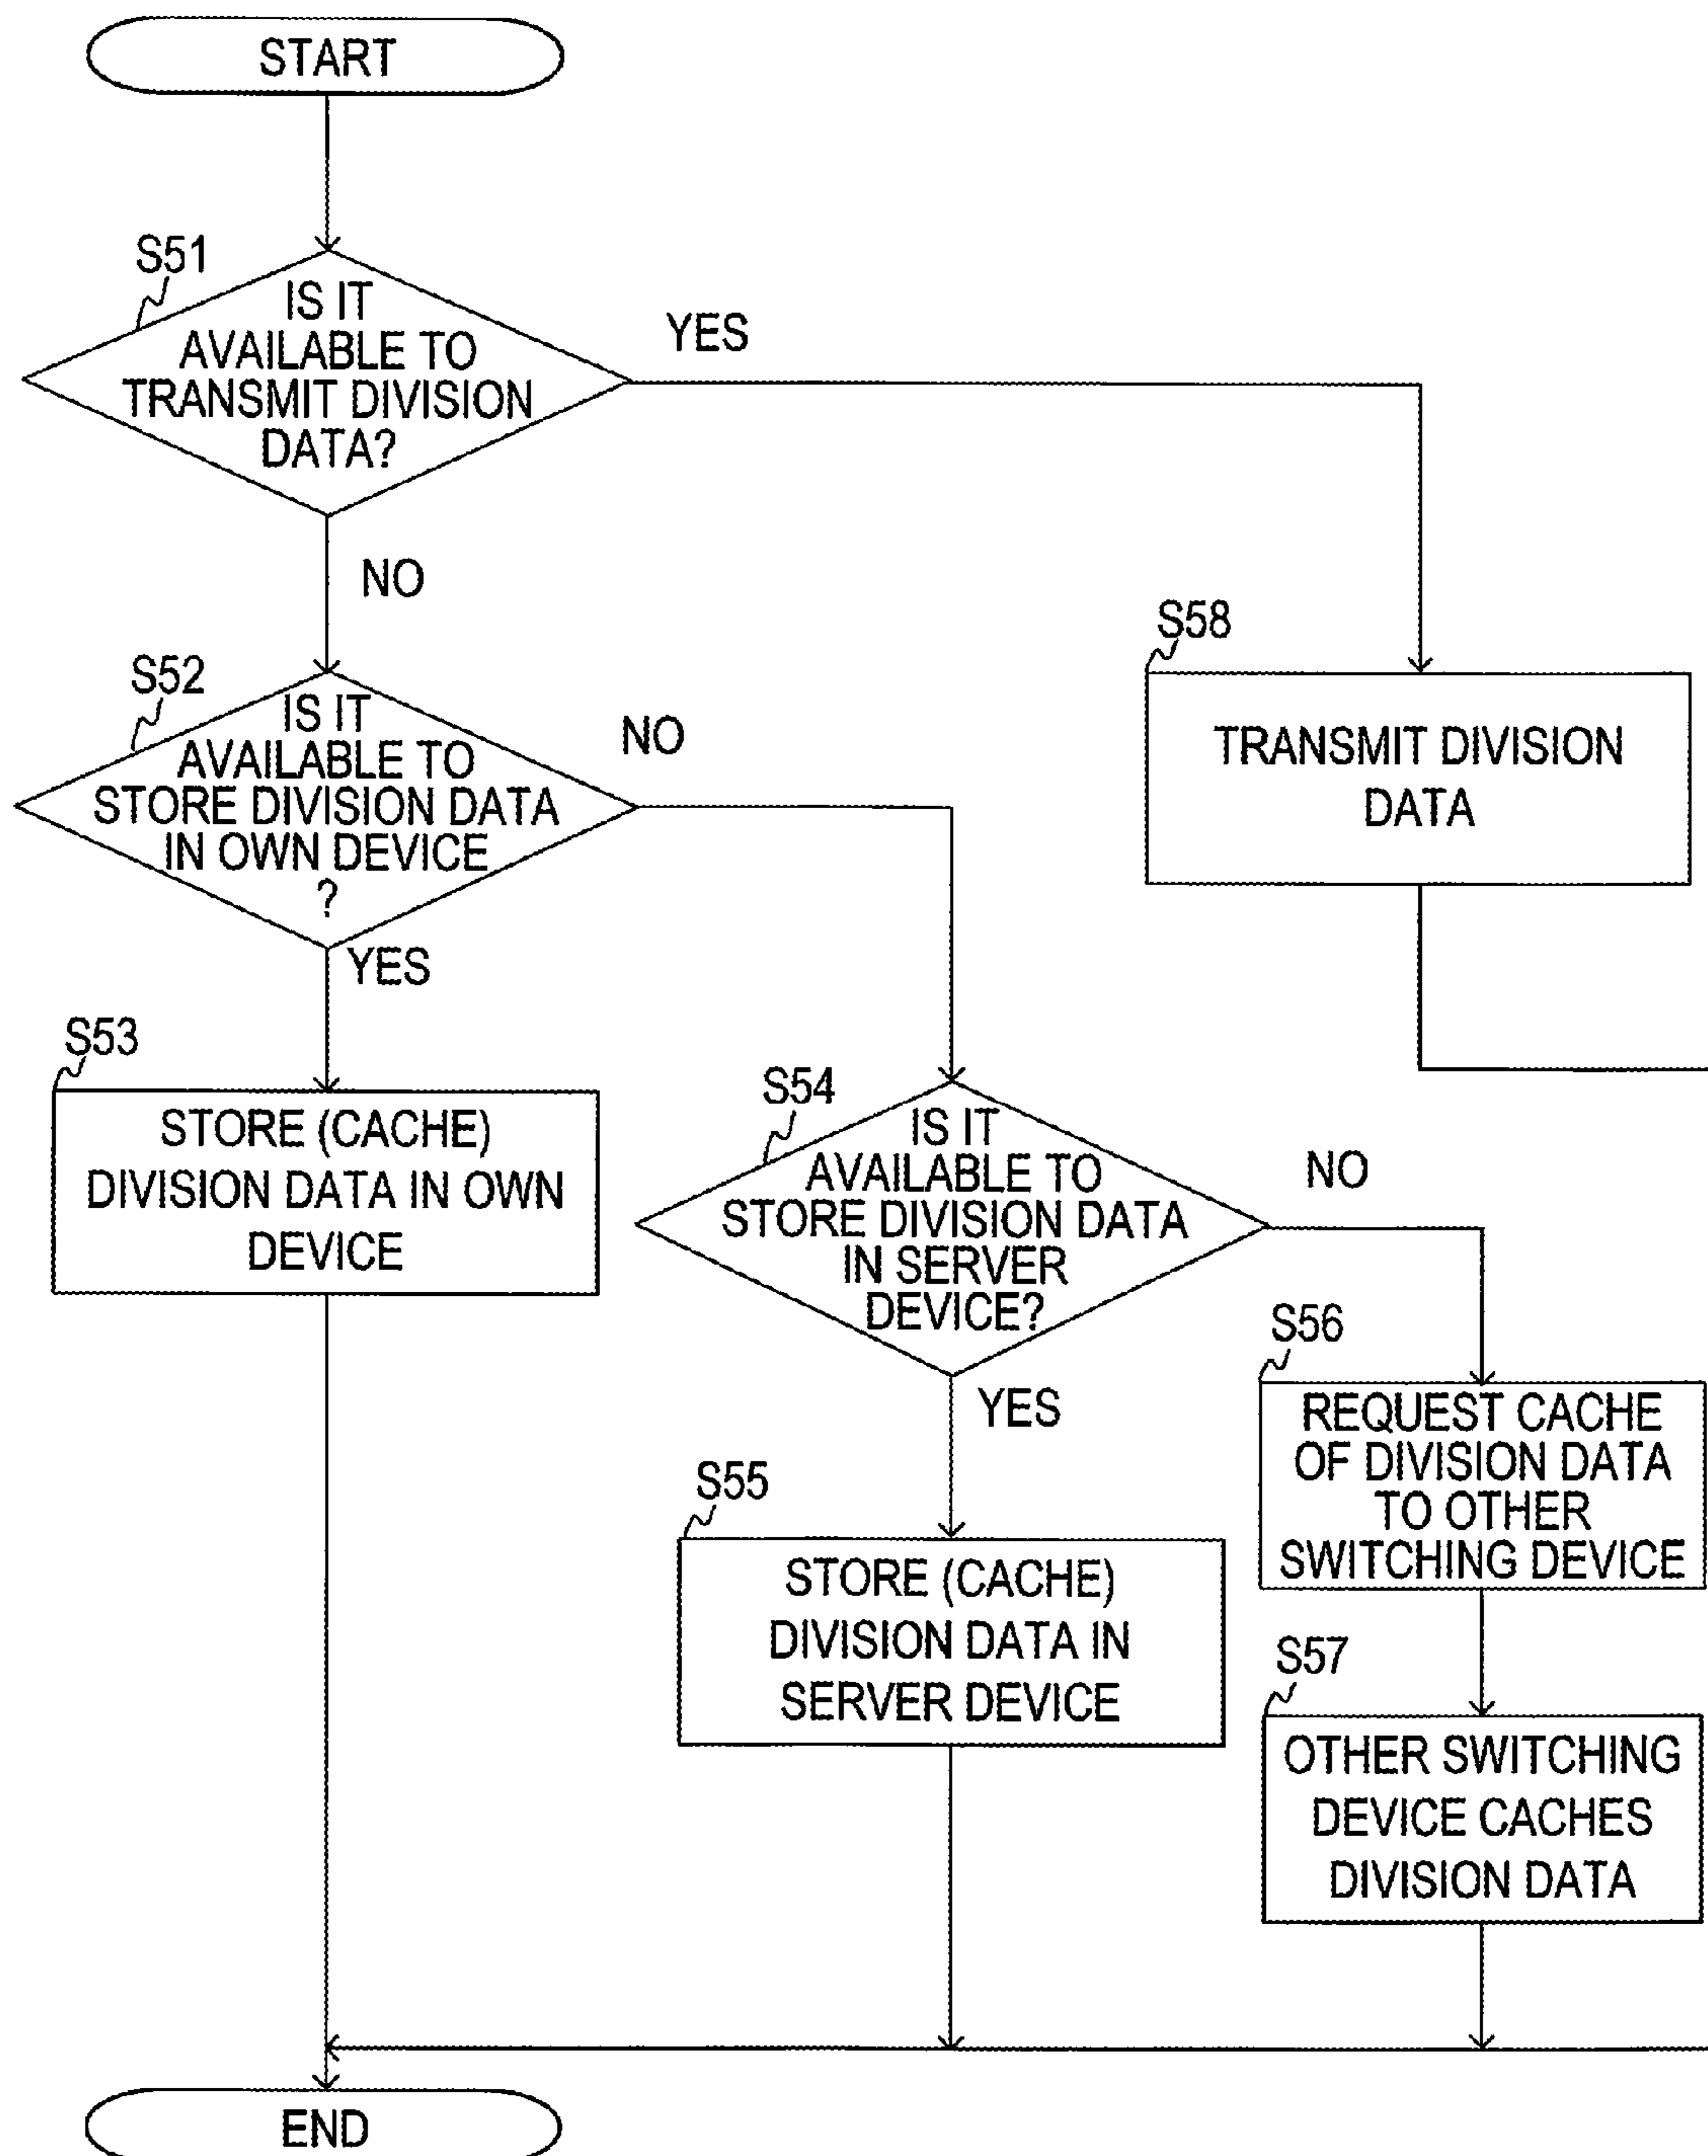 START
S51
IS IT
AVAILABLE TO
TRANSMIT DIVISION
DATA?
YES
NO
S58
TRANSMIT DIVISION
DATA
S52
IS IT
AVAILABLE TO
STORE DIVISION DATA
IN OWN DEVICE
?
NO
YES
S53
STORE (CACHE)
DIVISION DATA IN OWN
DEVICE
S54
IS IT
AVAILABLE TO
STORE DIVISION DATA
IN SERVER
DEVICE?
NO
YES
S55
STORE (CACHE)
DIVISION DATA IN
SERVER DEVICE
S56
REQUEST CACHE
OF DIVISION DATA
TO OTHER
SWITCHING DEVICE
S57
OTHER SWITCHING
DEVICE CACHES
DIVISION DATA
END